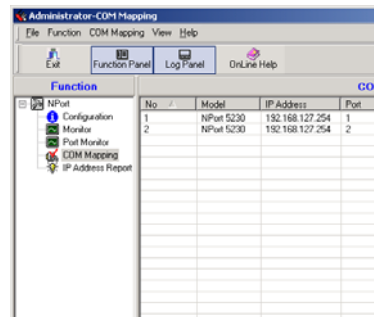 Administrator-COM Mapping
File Function COM Mapping View Help
Exit Function Panel Log Panel OnLine Help
Function CO
NPort
Configuration
Monitor
Port Monitor
COM Mapping
IP Address Report
No Model IP Address Port
1 NPort 5230 192.168.127.254 1
2 NPort 5230 192.168.127.254 2